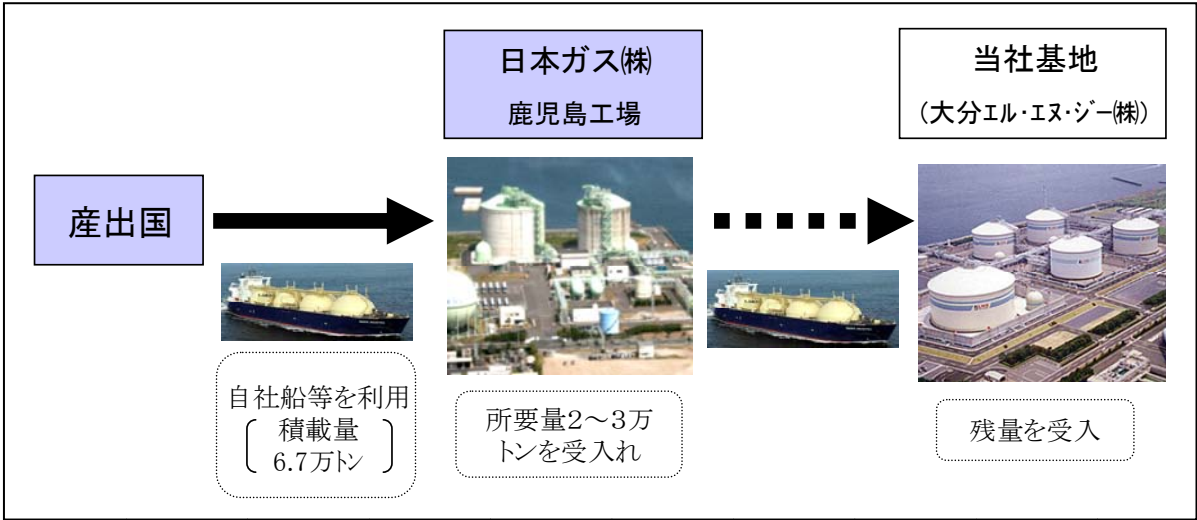 日本ガス㈱
鹿児島工場
当社基地
（大分ｴﾙ･ｴﾇ･ｼﾞｰ㈱）
産出国
自社船等を利用
積載量
6.7万ﾄﾝ
所要量2～3万
トンを受入れ
残量を受入